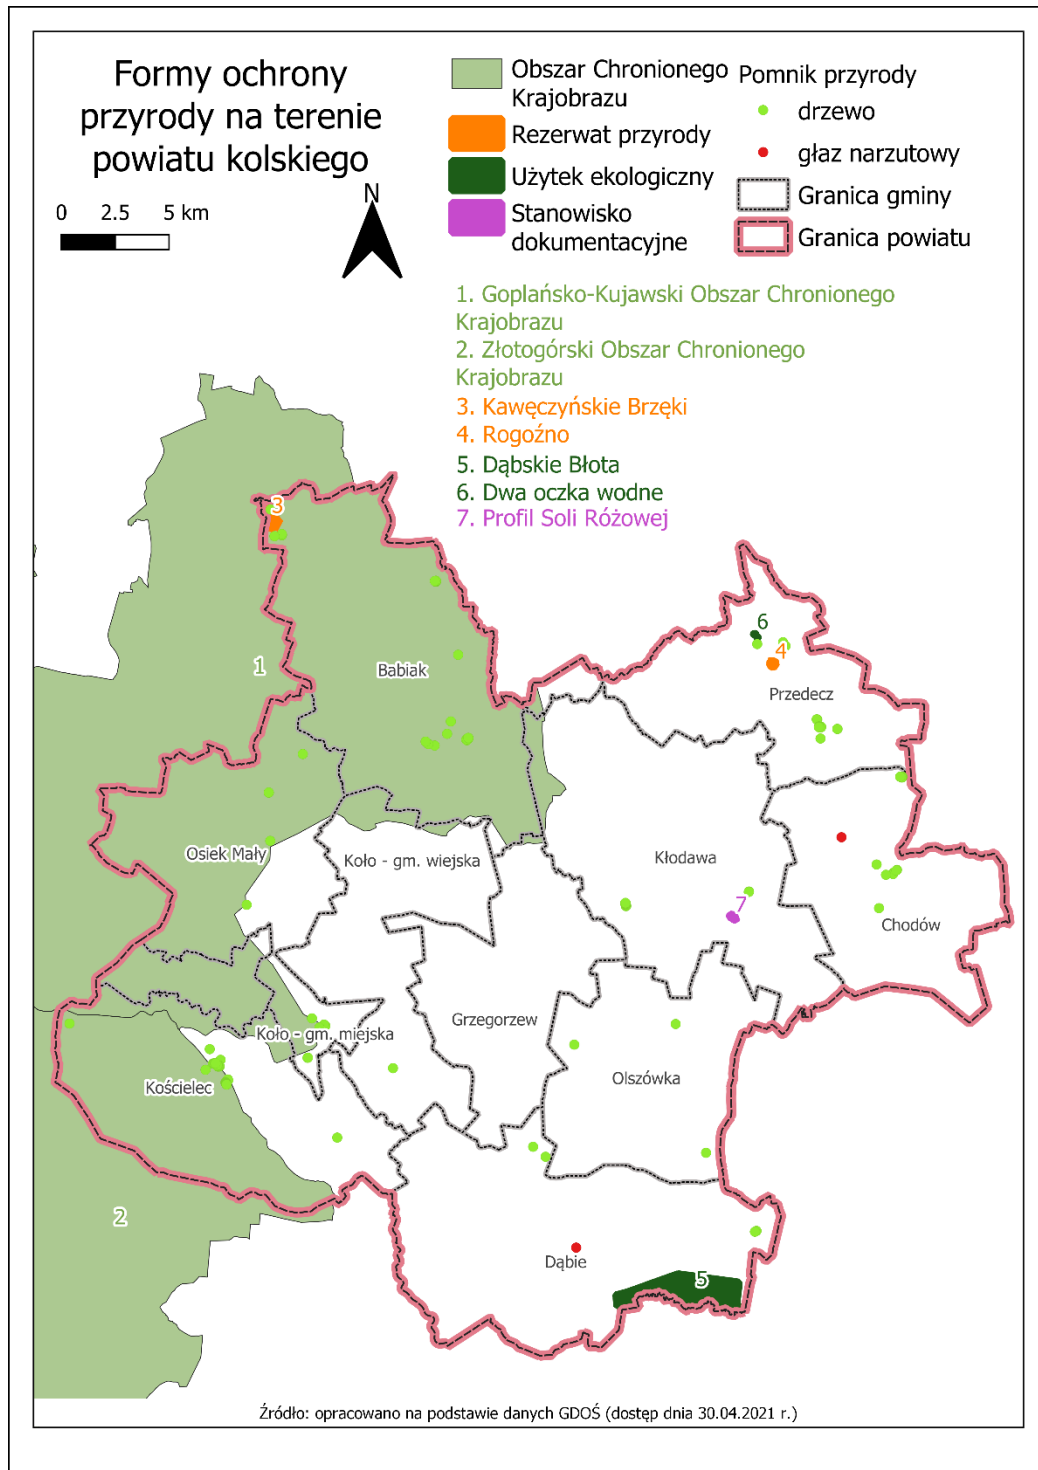 Formy ochrony
przyrody na terenie
powiatu kolskiego
0 2.5 5 km
N
Obszar Chronionego
Krajobrazu
Rezerwat przyrody
Użytek ekologiczny
Stanowisko
dokumentacyjne
Pomnik przyrody
drzewo
głaz narzutowy
Granica gminy
Granica powiatu
1. Goplańsko-Kujawski Obszar Chronionego
Krajobrazu
2. Złotogórski Obszar Chronionego
Krajobrazu
3. Kawęczyńskie Brzęki
4. Rogoźno
5. Dąbskie Błota
6. Dwa oczka wodne
7. Profil Soli Różowej
3
6
4
1
Babiak
Przedecz
Osiek Mały
Koło - gm. wiejska
Kłodawa
7
Chodów
Grzegorzew
Koło - gm. miejska
Olszówka
Kościelec
2
Dąbie
5
Źródło: opracowano na podstawie danych GDOŚ (dostęp dnia 30.04.2021 r.)